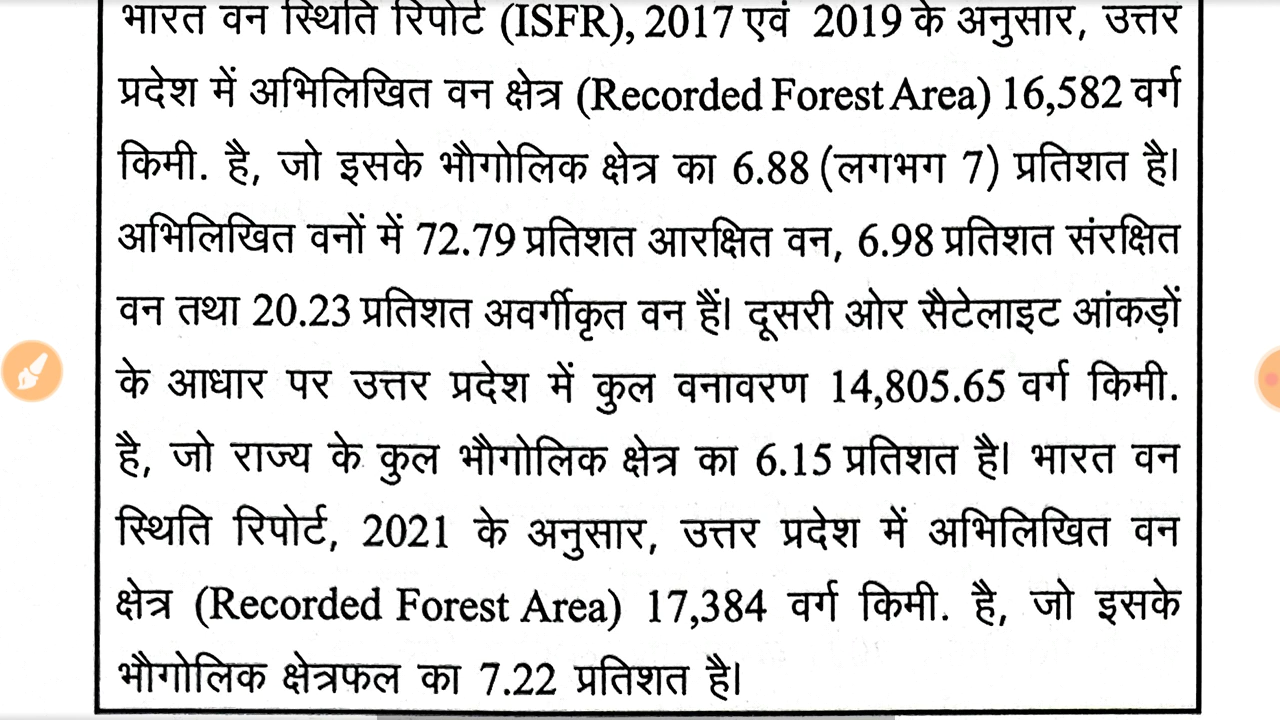 भारत वन स्थिति रिपोर्ट (ISFR), 2017 एवं 2019 के अनुसार, उत्तर
प्रदेश में अभिलिखित वन क्षेत्र (Recorded Forest Area) 16,582 वर्ग
किमी. है, जो इसके भौगोलिक क्षेत्र का 6.88 (लगभग 7) प्रतिशत है।
अभिलिखित वनों में 72.79 प्रतिशत आरक्षित वन, 6.98 प्रतिशत संरक्षित
वन तथा 20.23 प्रतिशत अवर्गीकृत वन हैं। दूसरी ओर सैटेलाइट आंकड़ों
के आधार पर उत्तर प्रदेश में कुल वनावरण 14,805.65 वर्ग किमी.
है, जो राज्य के कुल भौगोलिक क्षेत्र का 6.15 प्रतिशत है। भारत वन
स्थिति रिपोर्ट, 2021 के अनुसार, उत्तर प्रदेश में अभिलिखित वन
क्षेत्र (Recorded Forest Area) 17,384 वर्ग किमी. है, जो इसके
भौगोलिक क्षेत्रफल का 7.22 प्रतिशत है।